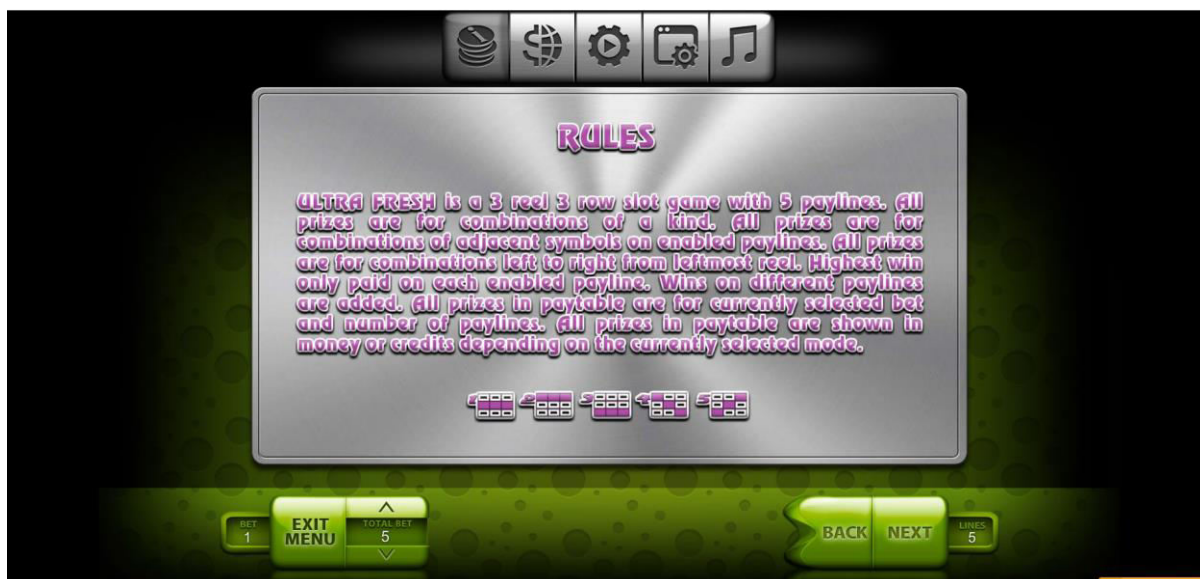 RULES
ULTRA FRESH is a 3 reel 3 row slot game with 5 paylines. All
prizes are for combinations of a kind. All prizes are for
combinations of adjacent symbols on enabled paylines. All prizes
are for combinations left to right from leftmost reel. Highest win
only paid on each enabled payline. Wins on different paylines
are added. All prizes in paytable are for currently selected bet
and number of paylines. All prizes in paytable are shown in
money or credits depending on the currently selected mode.
1 2 3 4 5
BET
1
EXIT
MENU
TOTAL BET
5
BACK
NEXT
LINES
5